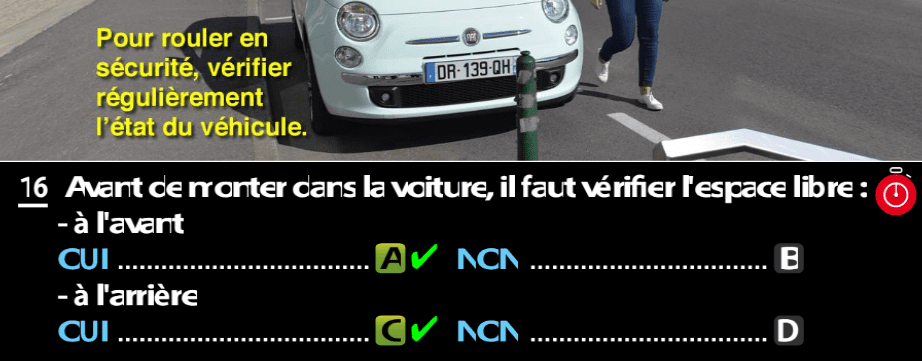 Pour rouler en
sécurité, vérifier
régulièrement
l'état du véhicule.
DR-139-QH
16 Avant de monter dans la voiture, il faut vérifier l'espace libre :
- à l'avant
OUI ................................... A ✔ NON ................................. B
- à l'arrière
OUI ................................... C ✔ NON ................................. D